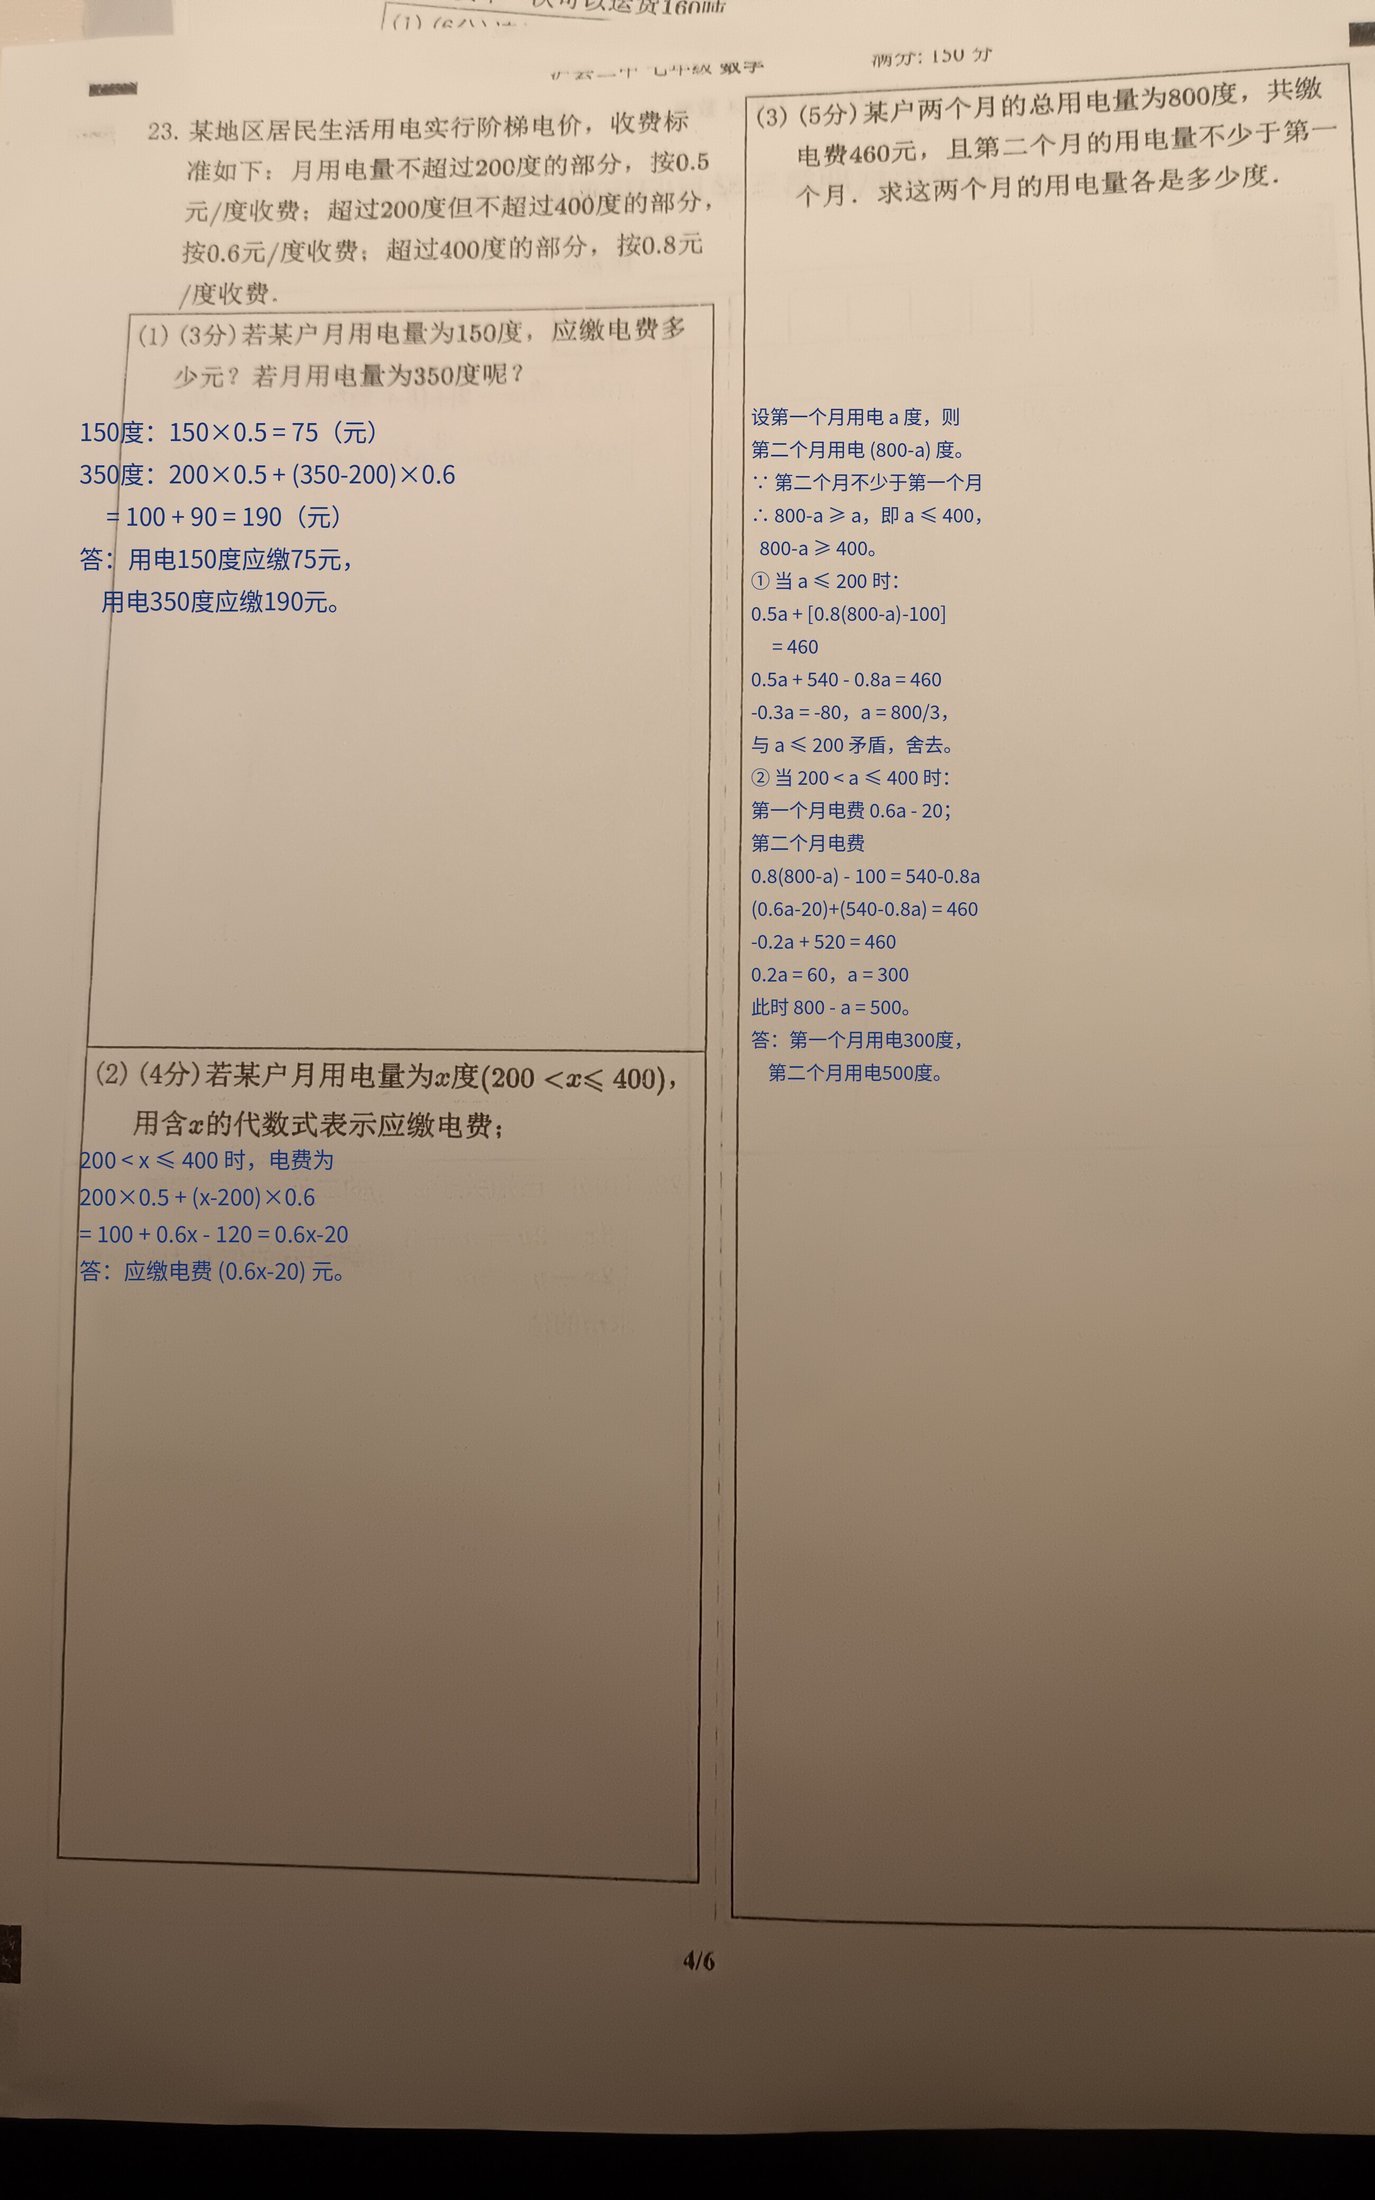 (1) (6分)
满分: 150 分
23. 某地区居民生活用电实行阶梯电价，收费标
准如下：月用电量不超过200度的部分，按0.5
元/度收费；超过200度但不超过400度的部分，
按0.6元/度收费；超过400度的部分，按0.8元
/度收费.
(1) (3分) 若某户月用电量为150度，应缴电费多
少元？若月用电量为350度呢？
150度：150×0.5 = 75（元）
350度：200×0.5 + (350-200)×0.6
= 100 + 90 = 190（元）
答：用电150度应缴75元，
用电350度应缴190元。
(2) (4分) 若某户月用电量为x度(200 <x⩽ 400)，
用含x的代数式表示应缴电费；
200 < x ⩽ 400 时，电费为
200×0.5 + (x-200)×0.6
= 100 + 0.6x - 120 = 0.6x-20
答：应缴电费 (0.6x-20) 元。
(3) (5分) 某户两个月的总用电量为800度，共缴
电费460元，且第二个月的用电量不少于第一
个月．求这两个月的用电量各是多少度．
设第一个月用电 a 度，则
第二个月用电 (800-a) 度。
∵ 第二个月不少于第一个月
∴ 800-a ⩾ a，即 a ⩽ 400，
800-a ⩾ 400。
① 当 a ⩽ 200 时：
0.5a + [0.8(800-a)-100]
= 460
0.5a + 540 - 0.8a = 460
-0.3a = -80，a = 800/3，
与 a ⩽ 200 矛盾，舍去。
② 当 200 < a ⩽ 400 时：
第一个月电费 0.6a - 20；
第二个月电费
0.8(800-a) - 100 = 540-0.8a
(0.6a-20)+(540-0.8a) = 460
-0.2a + 520 = 460
0.2a = 60，a = 300
此时 800 - a = 500。
答：第一个月用电300度，
第二个月用电500度。
4/6